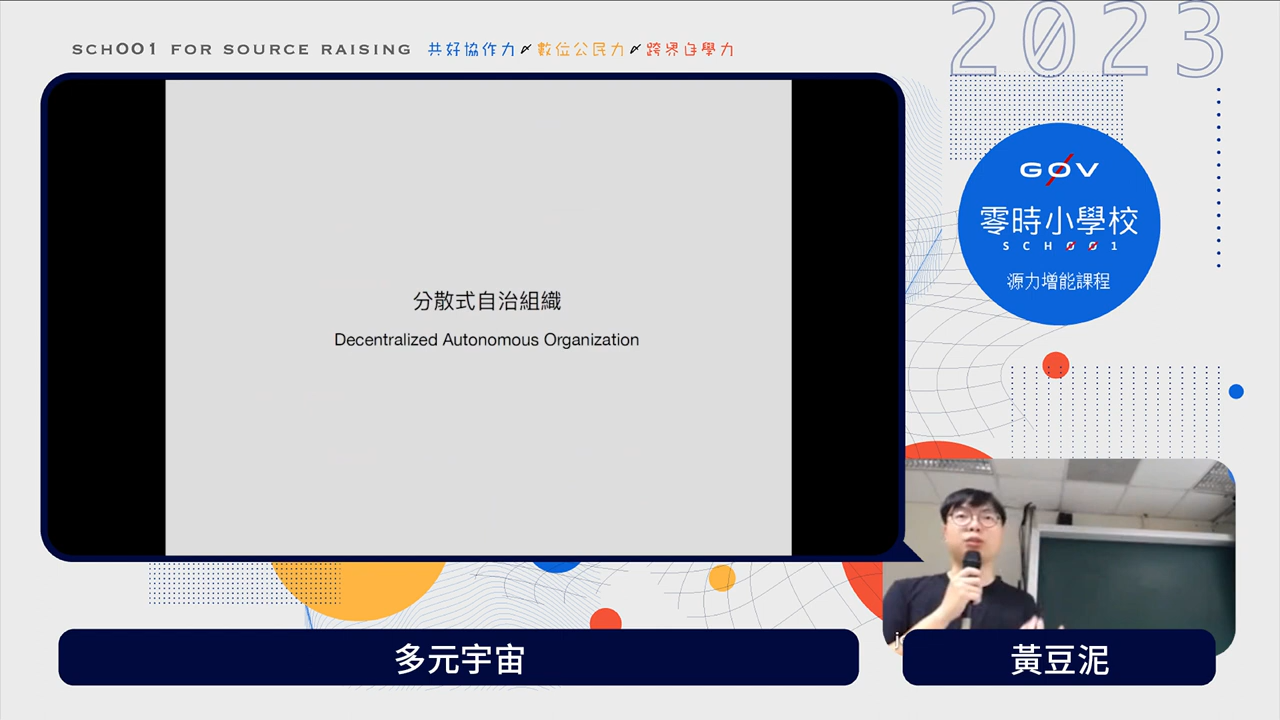 SCH001 FOR SOURCE RAISING 共好協作力 數位公民力 跨界自學力
2023
分散式自治組織
Decentralized Autonomous Organization
G0V
零時小學校
SCH001
源力增能課程
多元宇宙
黃豆泥